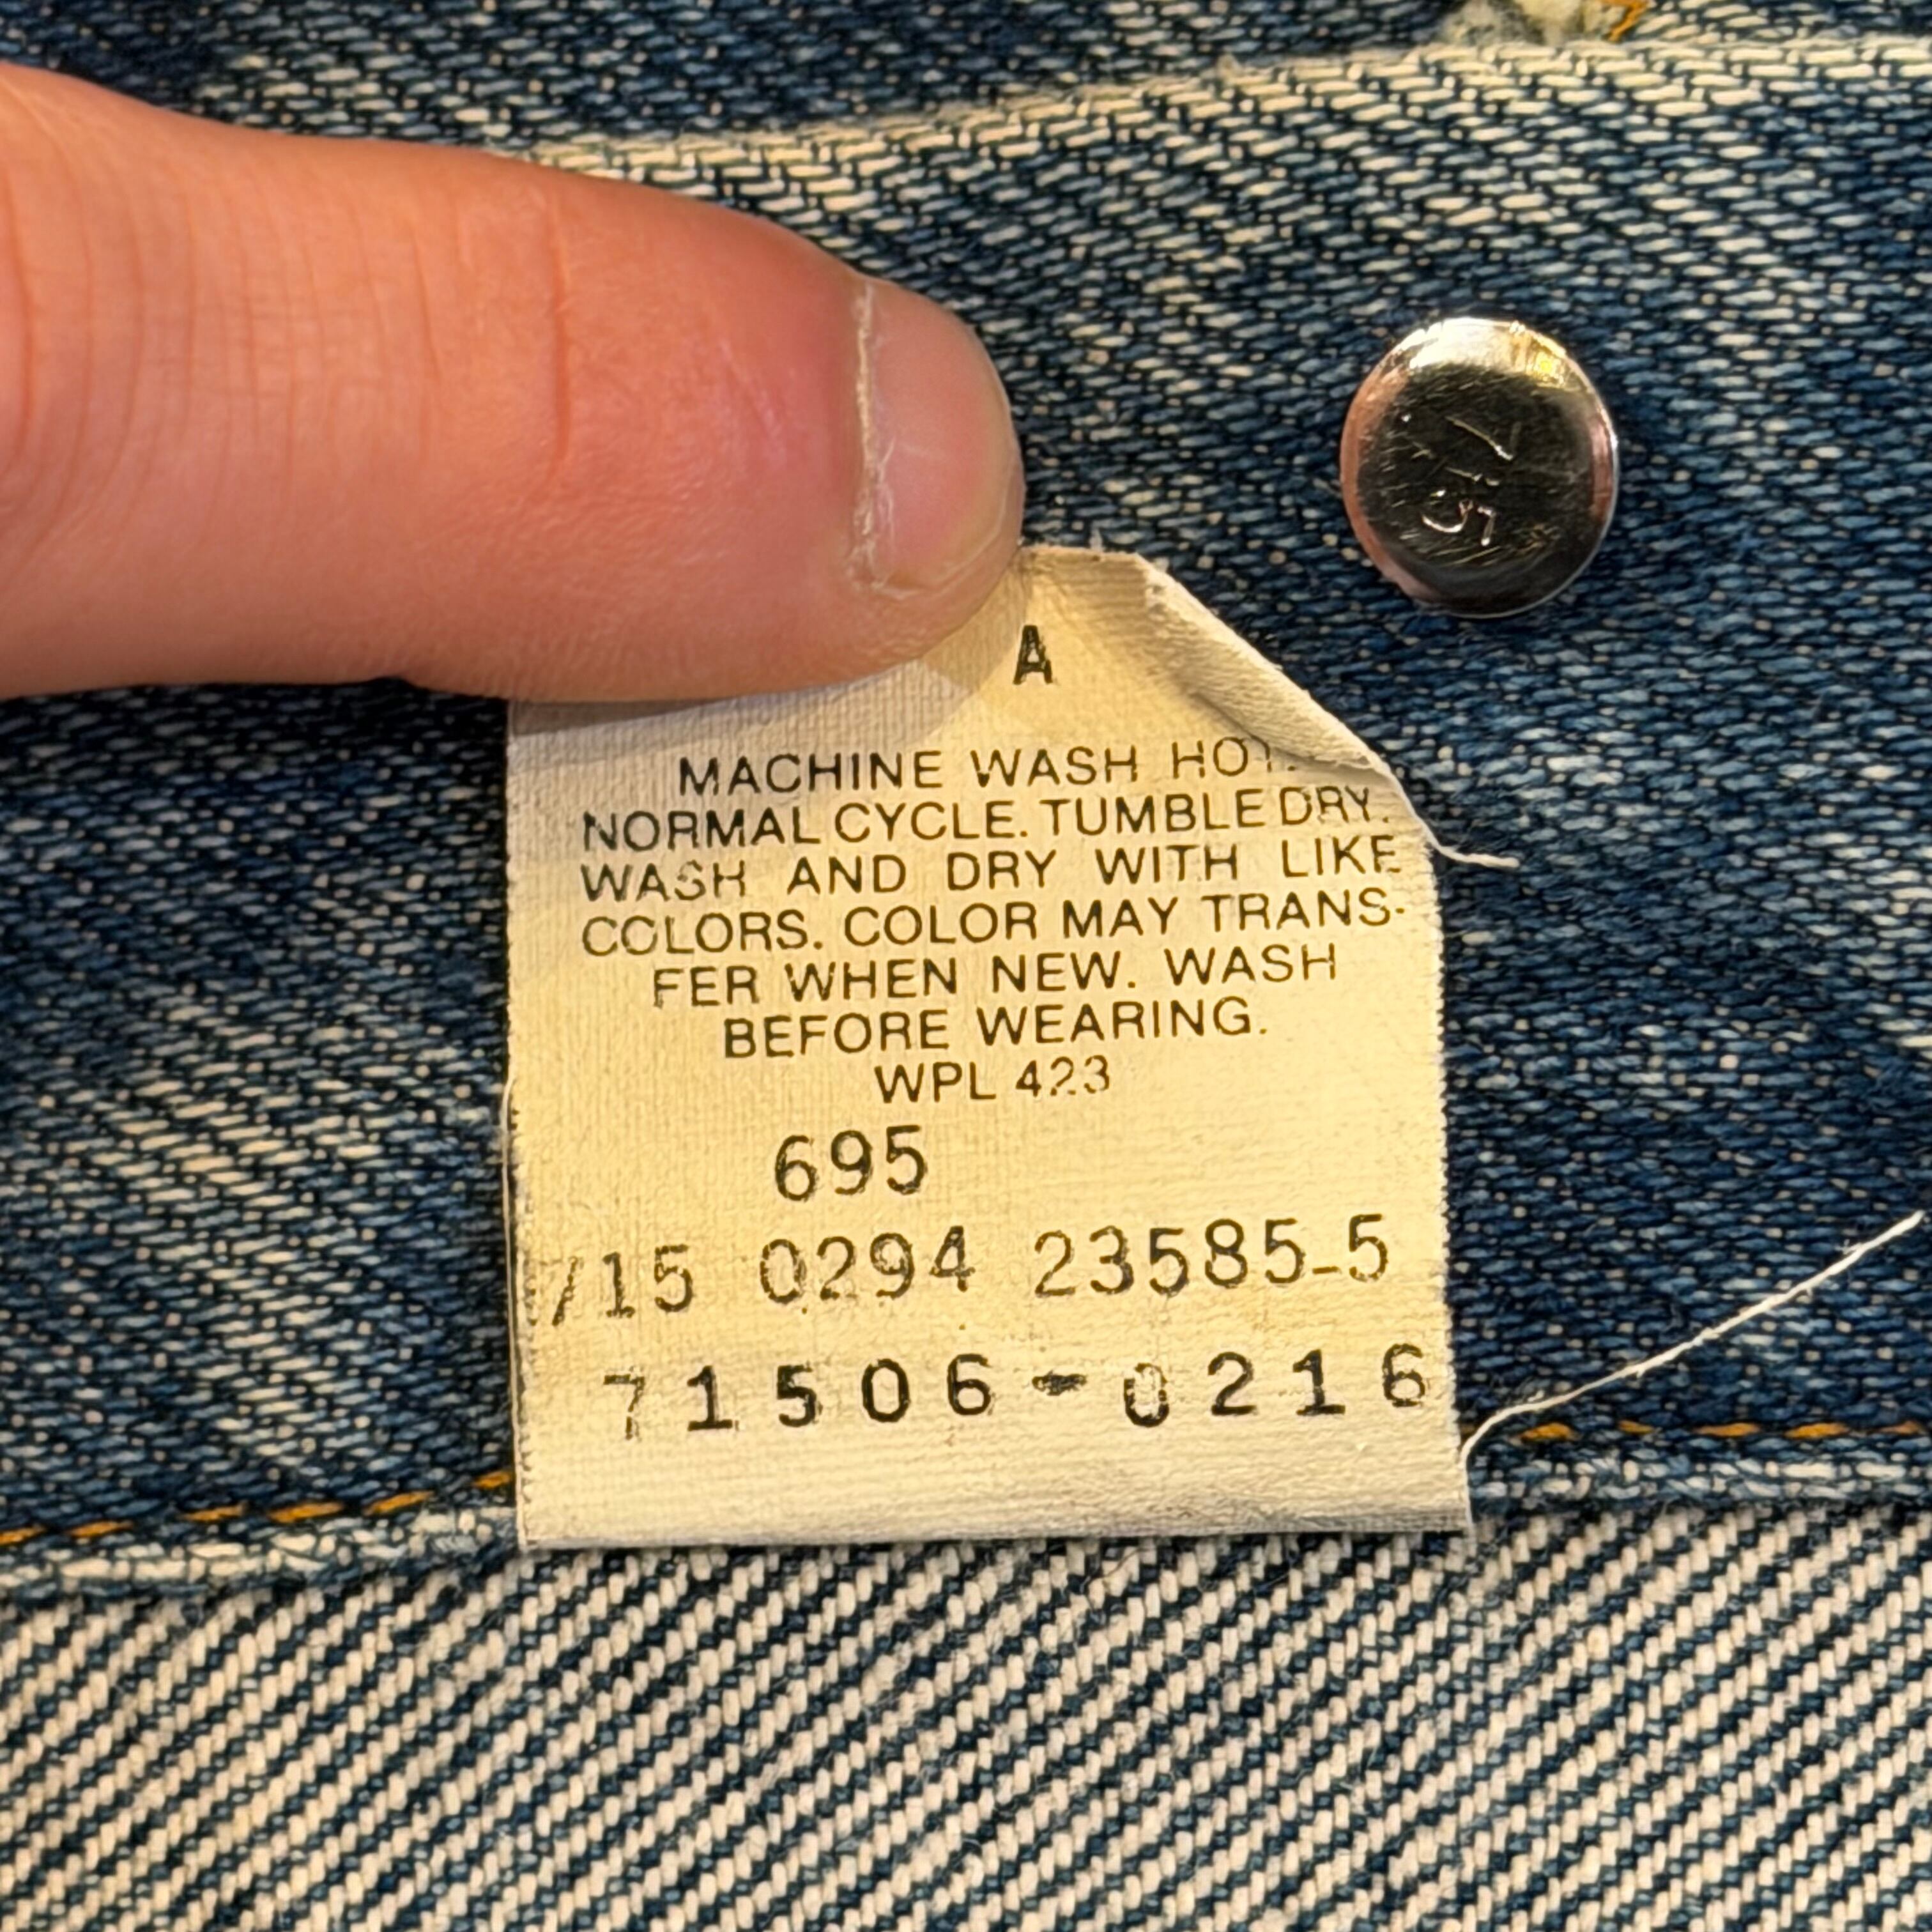 A
MACHINE WASH HOT.
NORMAL CYCLE. TUMBLE DRY.
WASH AND DRY WITH LIKE
COLORS. COLOR MAY TRANS-
FER WHEN NEW. WASH
BEFORE WEARING.
WPL 423
695
715 0294 23585-5
71506-0216